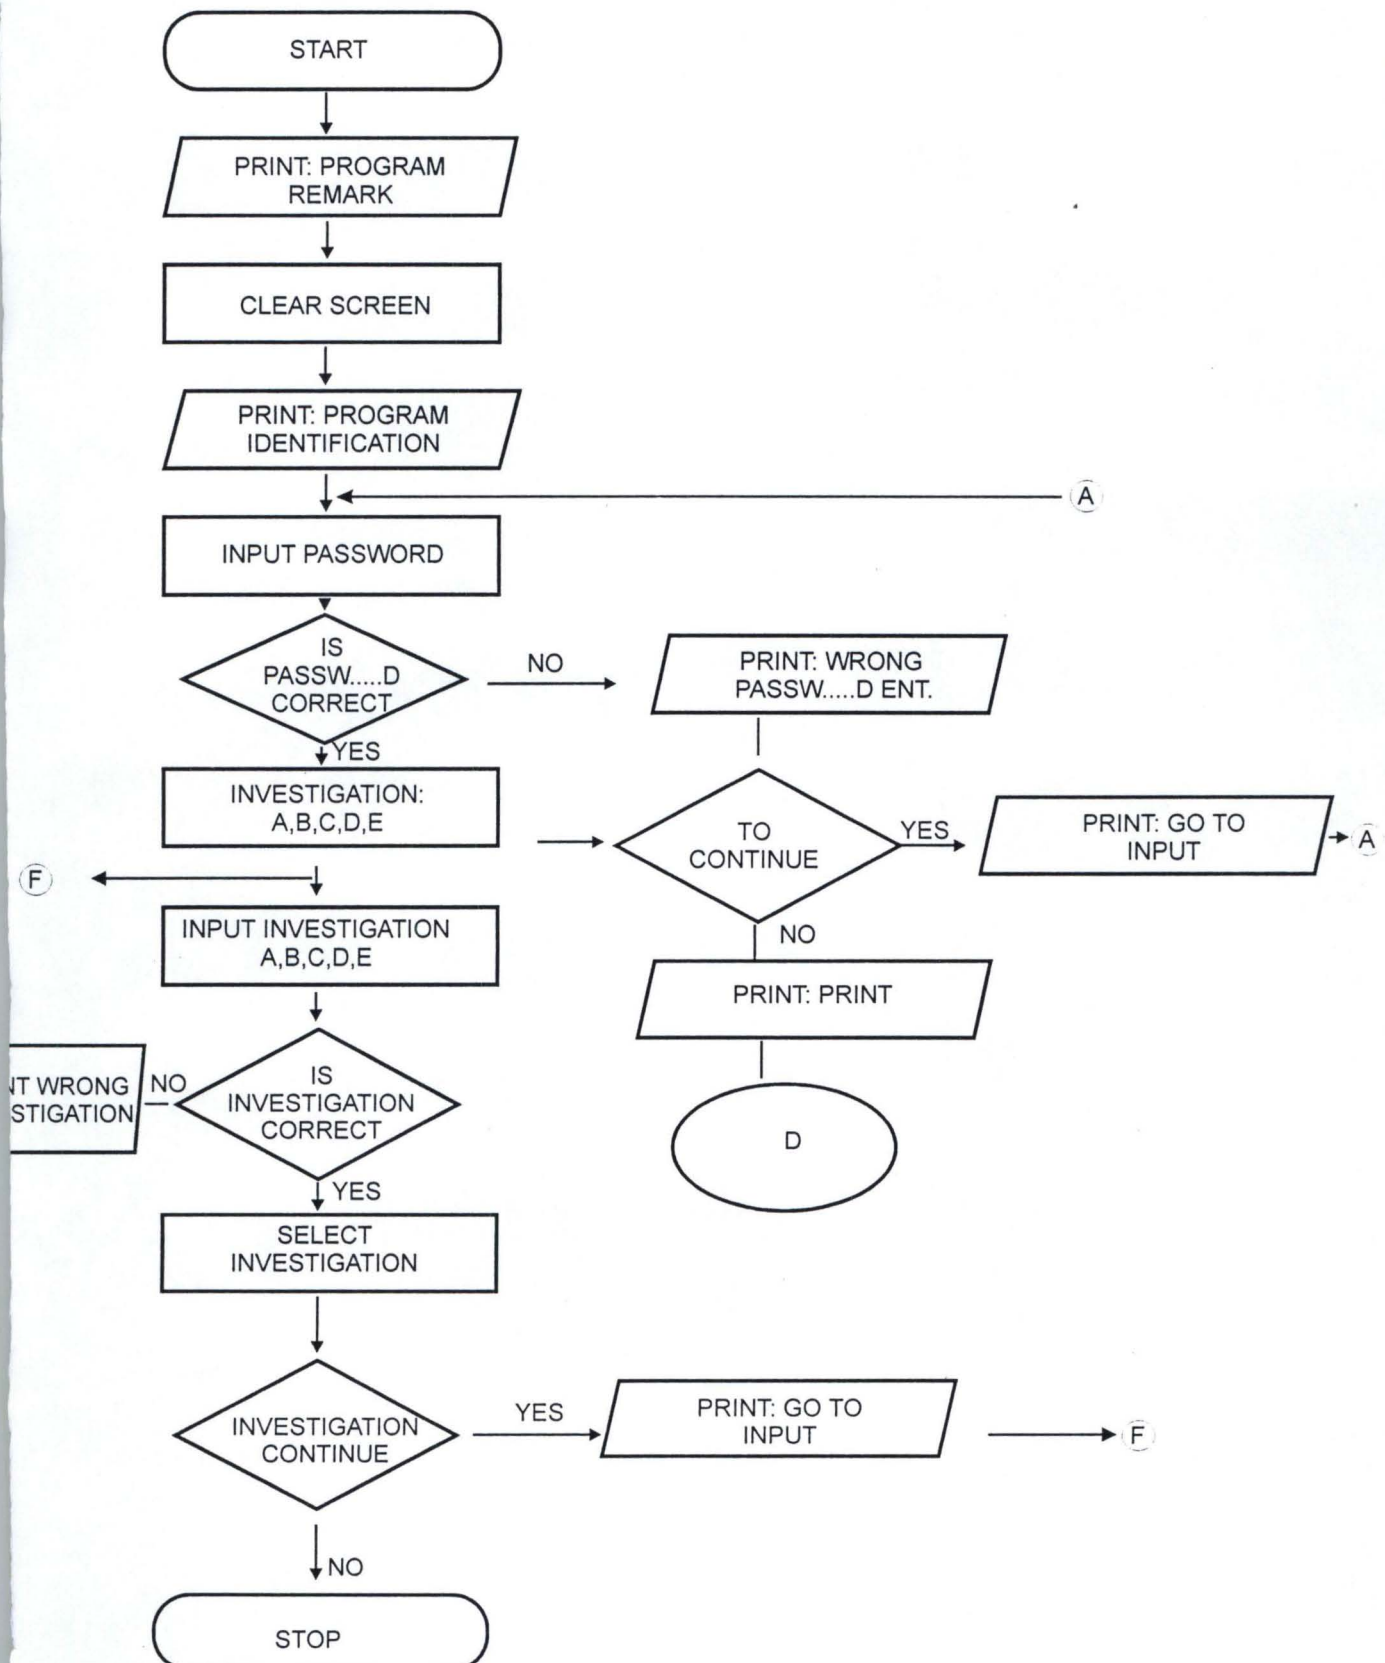 START
PRINT: PROGRAM
REMARK
CLEAR SCREEN
PRINT: PROGRAM
IDENTIFICATION
A
INPUT PASSWORD
IS
PASSW.....D
CORRECT
NO
PRINT: WRONG
PASSW.....D ENT.
YES
INVESTIGATION:
A,B,C,D,E
TO
CONTINUE
YES
PRINT: GO TO
INPUT
A
F
INPUT INVESTIGATION
A,B,C,D,E
NO
PRINT: PRINT
D
WRONG
NO
IS
INVESTIGATION
CORRECT
YES
SELECT
INVESTIGATION
INVESTIGATION
CONTINUE
YES
PRINT: GO TO
INPUT
F
NO
STOP